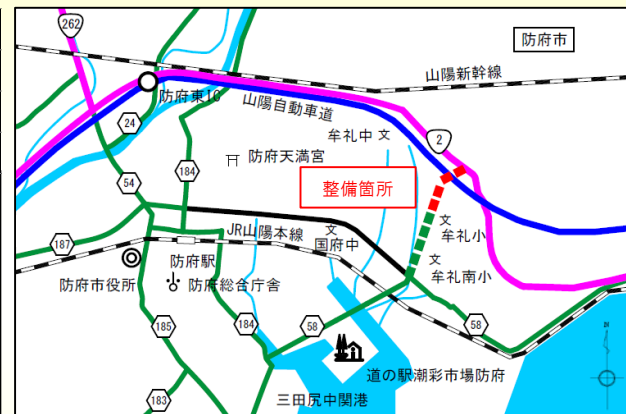 262
防府市
山陽新幹線
防府東IC
山陽自動車道
2
牟礼中
文
24
184
防府天満宮
整備箇所
54
文
牟礼小
JR山陽本線
文
国府中
187
防府駅
文
牟礼南小
防府市役所
防府総合庁舎
185
184
58
58
道の駅潮彩市場防府
三田尻中関港
183